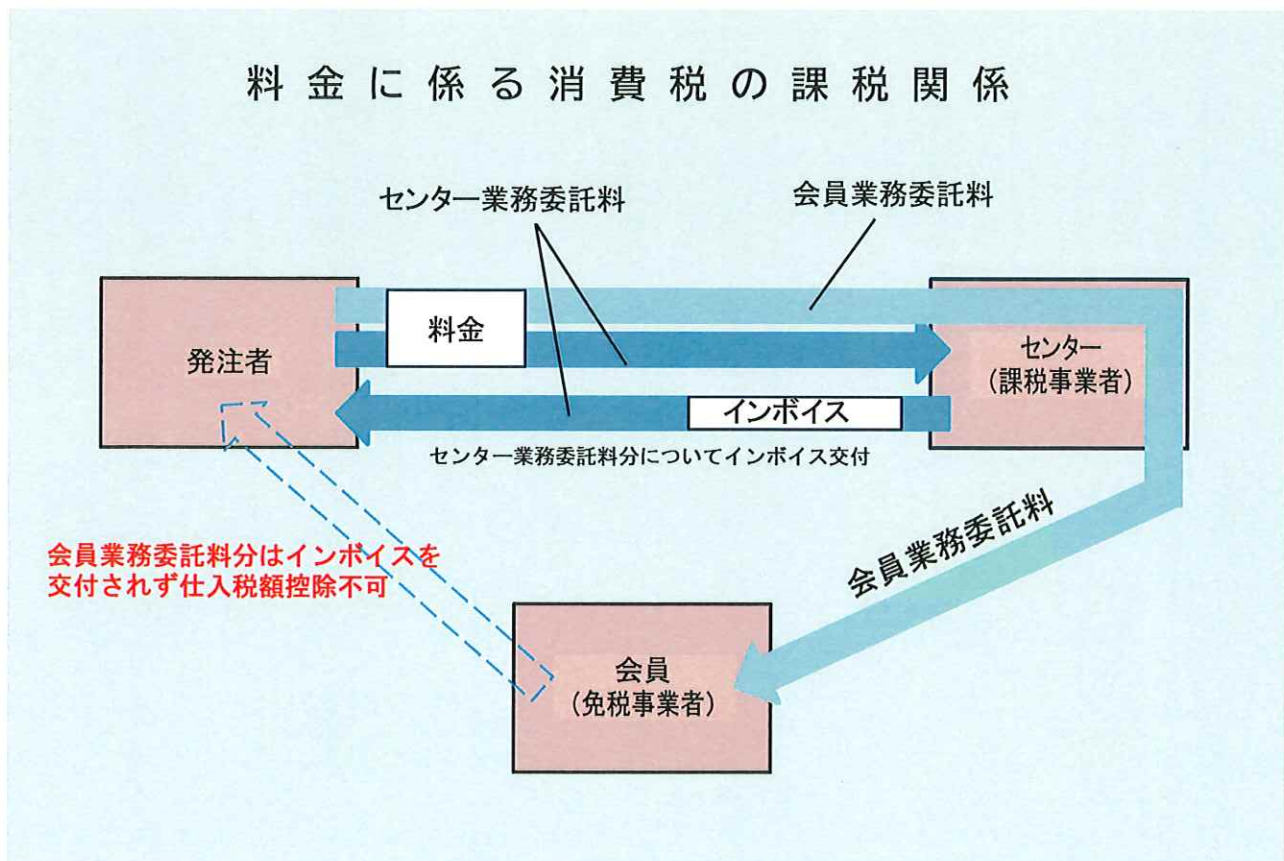 料金に係る消費税の課税関係
センター業務委託料
会員業務委託料
料金
発注者
センター
（課税事業者）
インボイス
センター業務委託料分についてインボイス交付
会員業務委託料分はインボイスを
交付されず仕入税額控除不可
会員業務委託料
会員
（免税事業者）